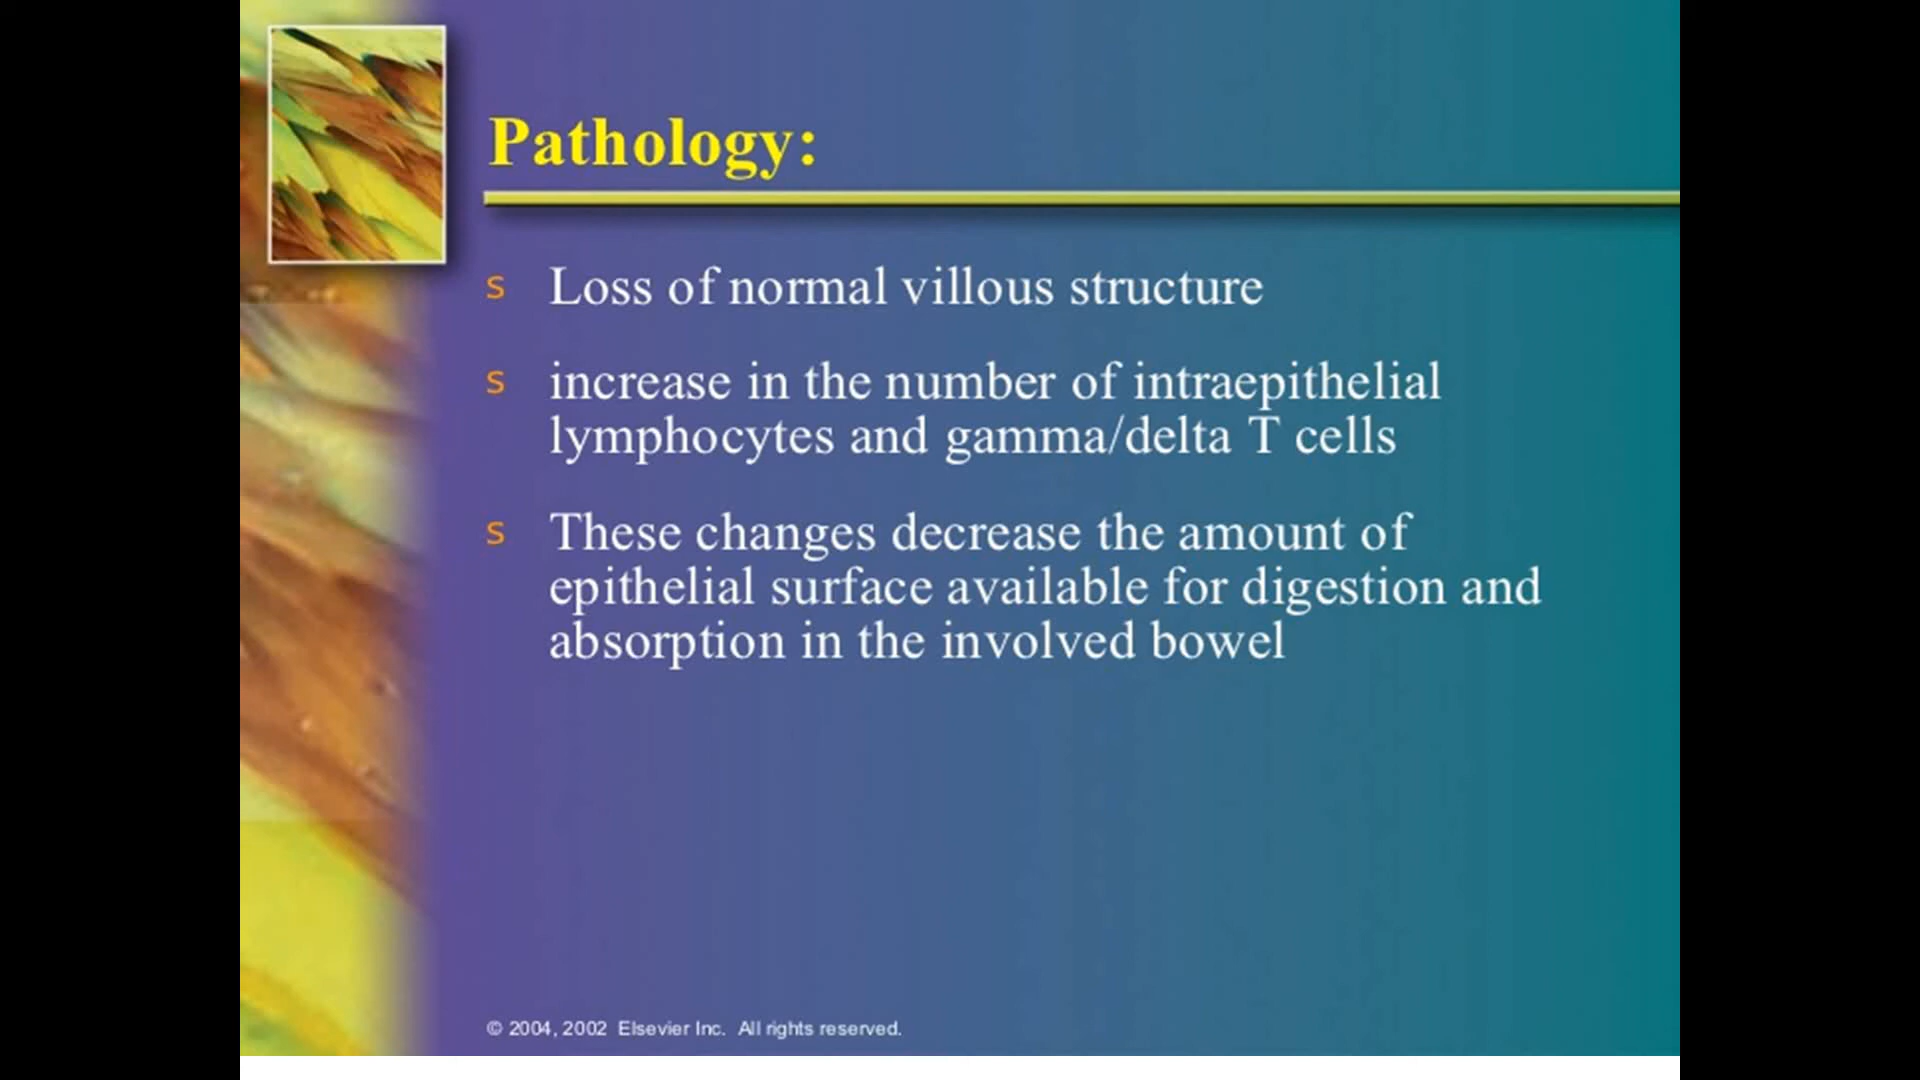 Pathology:
s Loss of normal villous structure
s increase in the number of intraepithelial
lymphocytes and gamma/delta T cells
s These changes decrease the amount of
epithelial surface available for digestion and
absorption in the involved bowel
© 2004, 2002 Elsevier Inc. All rights reserved.